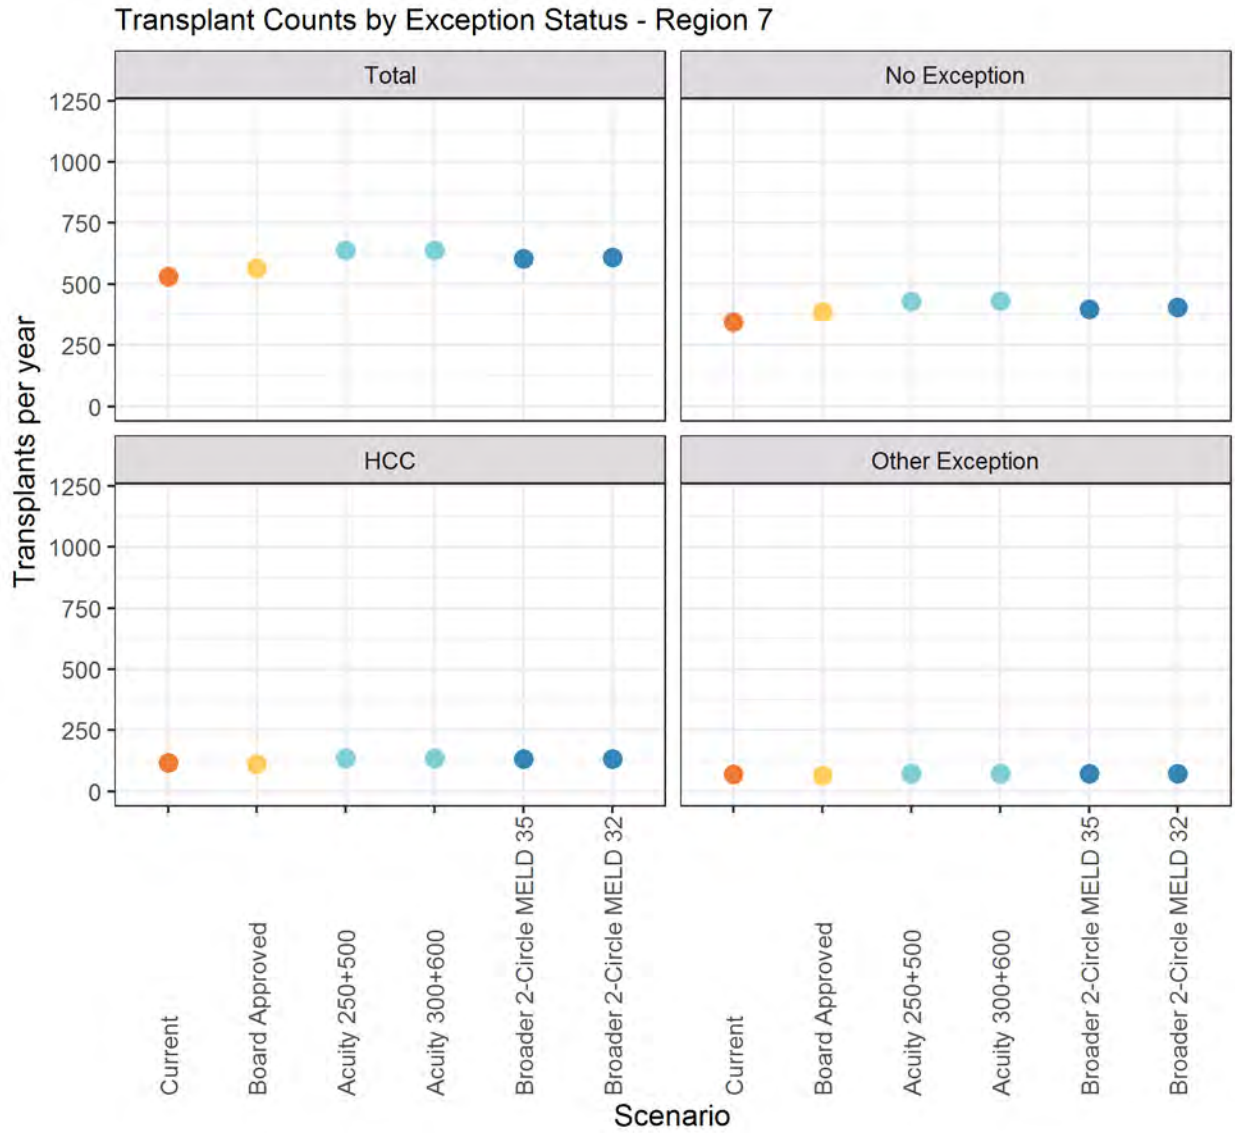 Transplant Counts by Exception Status - Region 7
Total
No Exception
1250
1000
750
500
250
0
HCC
Other Exception
1250
1000
750
500
250
0
Transplants per year
Current
Board Approved
Acuity 250+500
Acuity 300+600
Broader 2-Circle MELD 35
Broader 2-Circle MELD 32
Current
Board Approved
Acuity 250+500
Acuity 300+600
Broader 2-Circle MELD 35
Broader 2-Circle MELD 32
Scenario